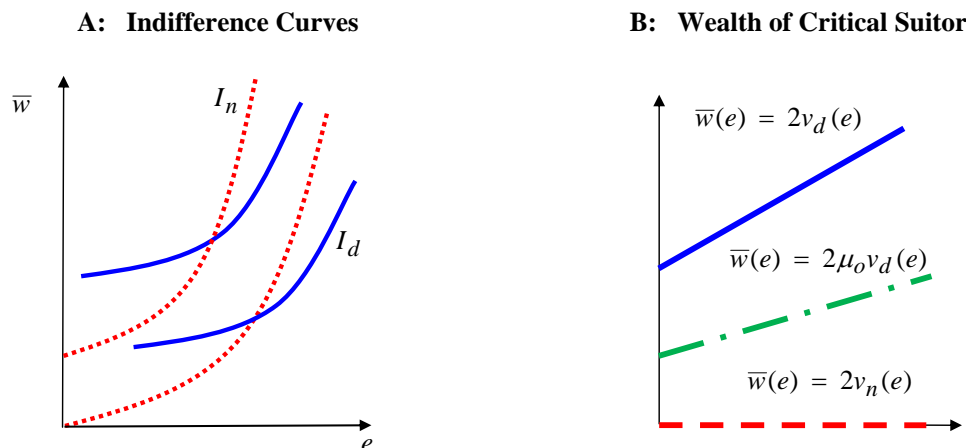 A: Indifference Curves
w̅
I_n
I_d
e
B: Wealth of Critical Suitor
w̅(e) = 2v_d(e)
w̅(e) = 2μ_o v_d(e)
w̅(e) = 2v_n(e)